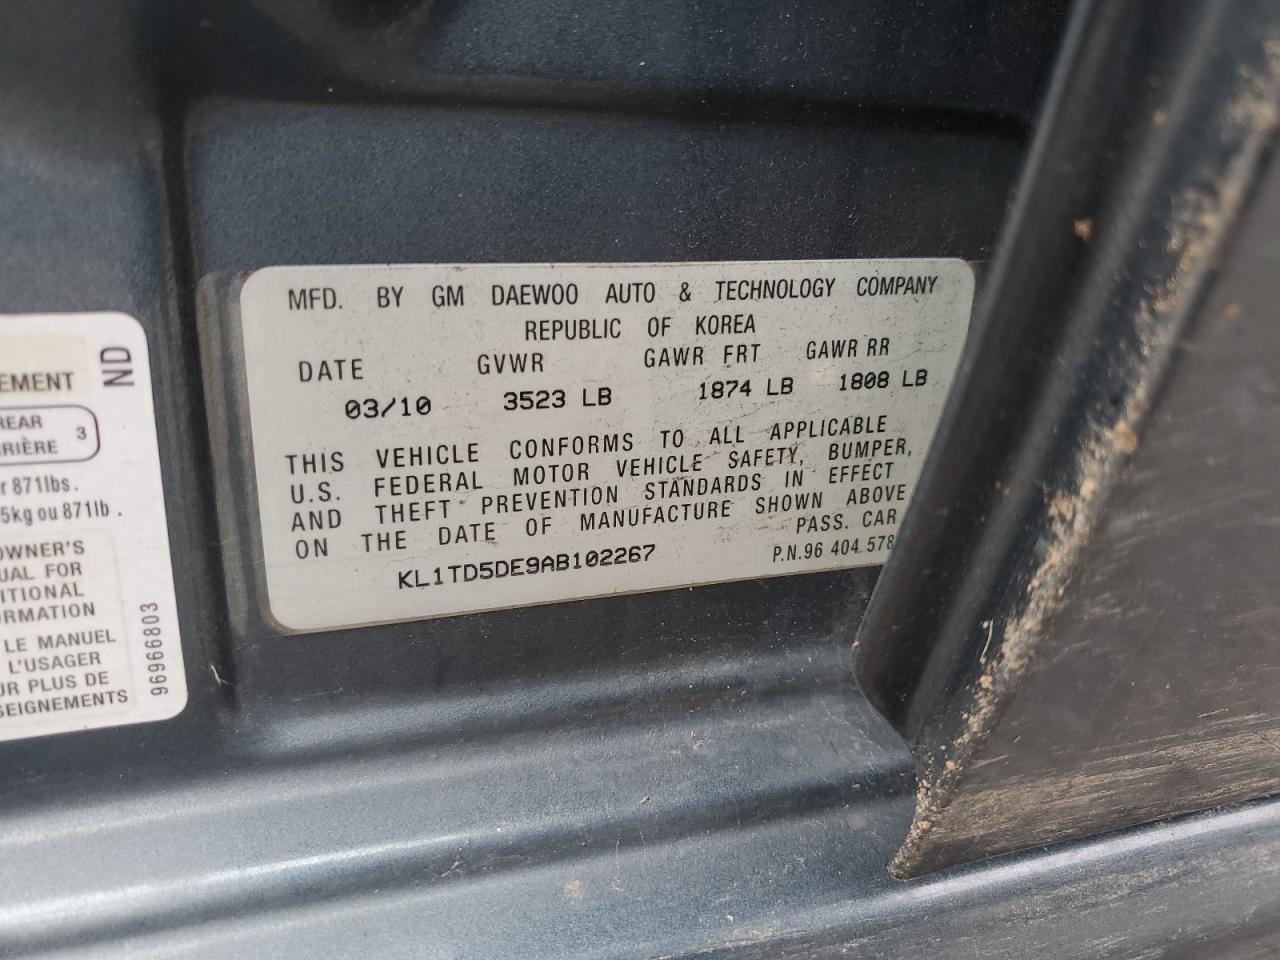 MFD. BY GM DAEWOO AUTO & TECHNOLOGY COMPANY
REPUBLIC OF KOREA
DATE GVWR GAWR FRT GAWR RR
03/10 3523 LB 1874 LB 1808 LB
THIS VEHICLE CONFORMS TO ALL APPLICABLE
U.S. FEDERAL MOTOR VEHICLE SAFETY, BUMPER,
AND THEFT PREVENTION STANDARDS IN EFFECT
ON THE DATE OF MANUFACTURE SHOWN ABOVE
PASS. CAR
KL1TD5DE9AB102267 P.N.96 404 578
ND
EMENT
REAR
RIÈRE 3
r 871lbs.
5kg ou 871lb.
OWNER'S
UAL FOR
ITIONAL
ORMATION
LE MANUEL
L'USAGER
UR PLUS DE
SEIGNEMENTS
96966803